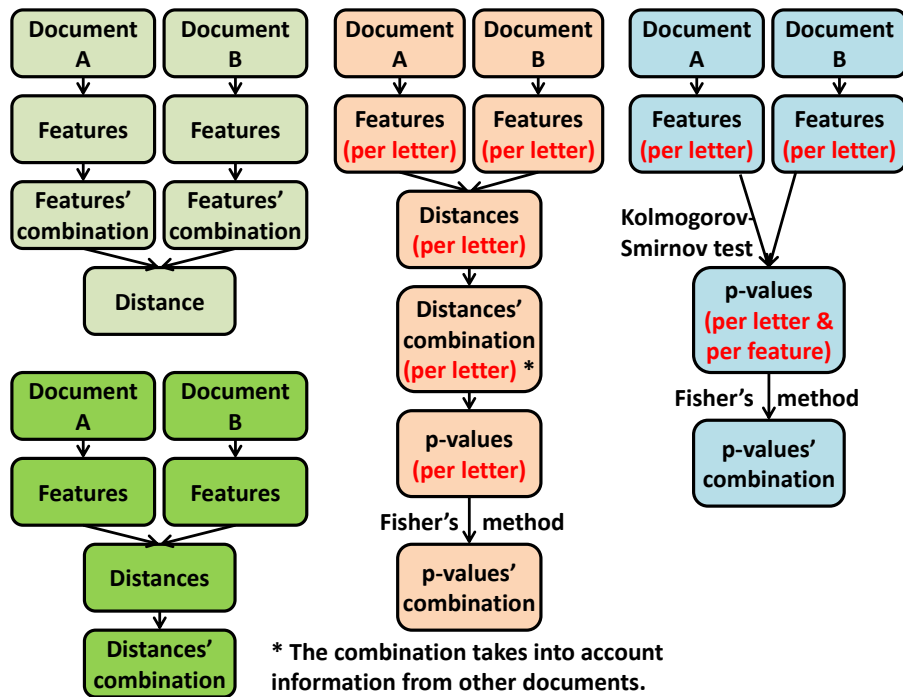 Document
A
Document
B
Features
Features
Features'
combination
Features'
combination
Distance
Document
A
Document
B
Features
Features
Distances
Distances'
combination
Document
A
Document
B
Features
(per letter)
Features
(per letter)
Distances
(per letter)
Distances'
combination
(per letter) *
p-values
(per letter)
Fisher's method
p-values'
combination
* The combination takes into account
information from other documents.
Document
A
Document
B
Features
(per letter)
Features
(per letter)
Kolmogorov-
Smirnov test
p-values
(per letter &
per feature)
Fisher's method
p-values'
combination